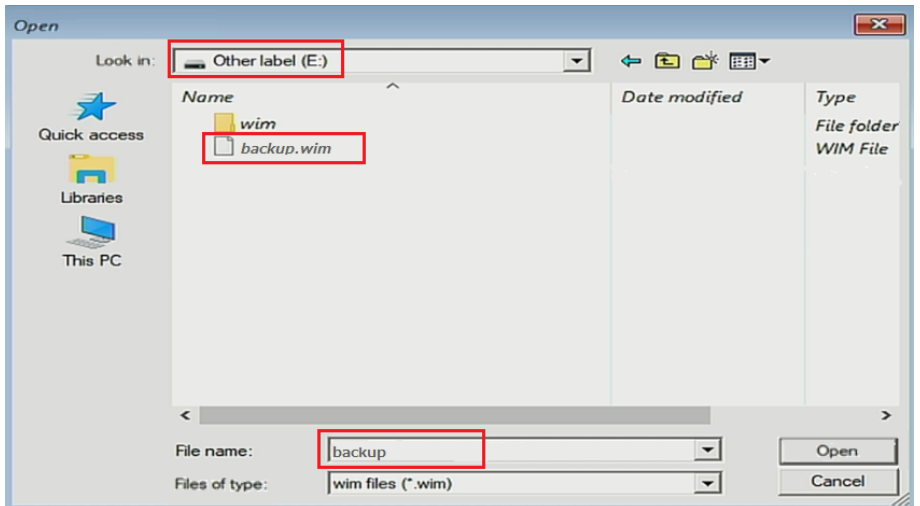 Open
Look in: Other label (E:)
Name Date modified Type
wim File folder
backup.wim WIM File
Quick access
Libraries
This PC
File name: backup Open
Files of type: wim files (*.wim) Cancel